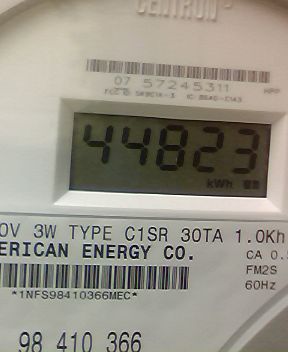 CENTRON
07 57245311
44823
kWh
0V 3W TYPE C1SR 30TA 1.0Kh
ERICAN ENERGY CO.
CA 0.
FM2S
*1NFS98410366MEC*
60Hz
98 410 366